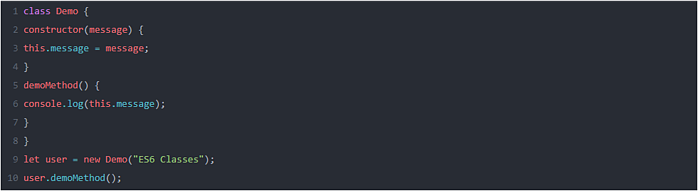 1 class Demo {
2 constructor(message) {
3 this.message = message;
4 }
5 demoMethod() {
6 console.log(this.message);
7 }
8 }
9 let user = new Demo("ES6 Classes");
10 user.demoMethod();